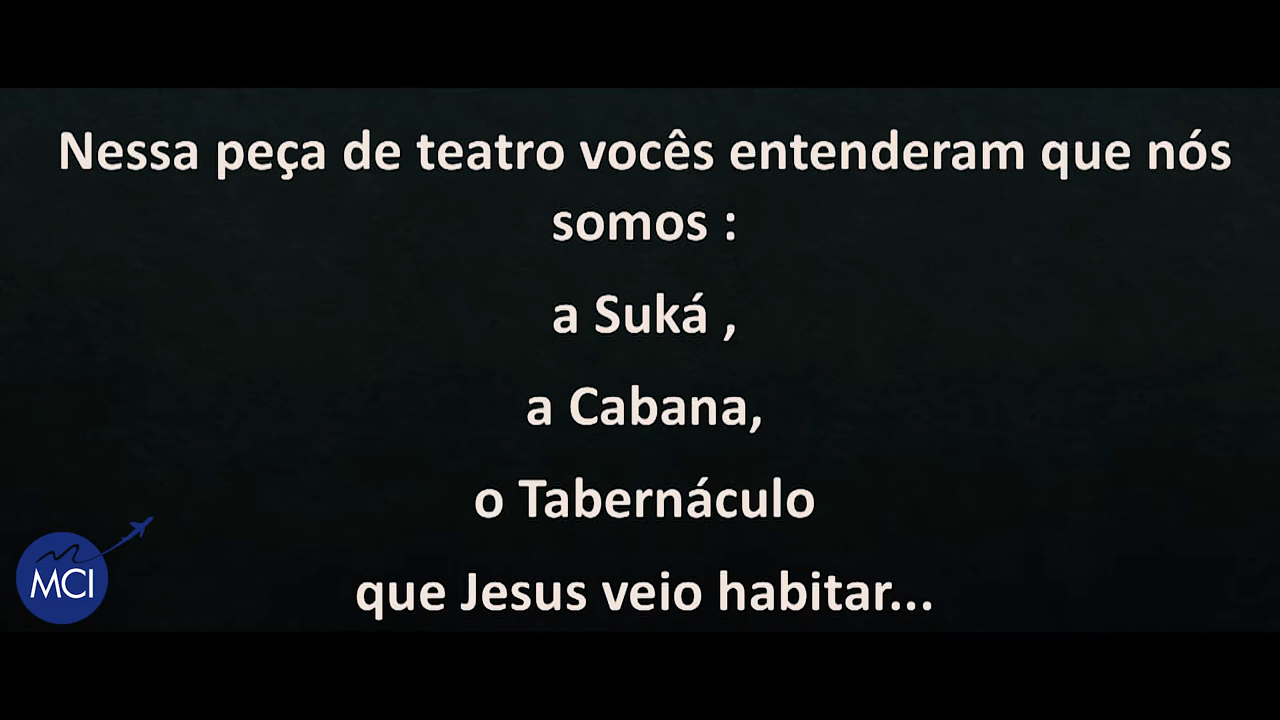 Nessa peça de teatro vocês entenderam que nós
somos :
a Suká ,
a Cabana,
o Tabernáculo
que Jesus veio habitar...
MCI